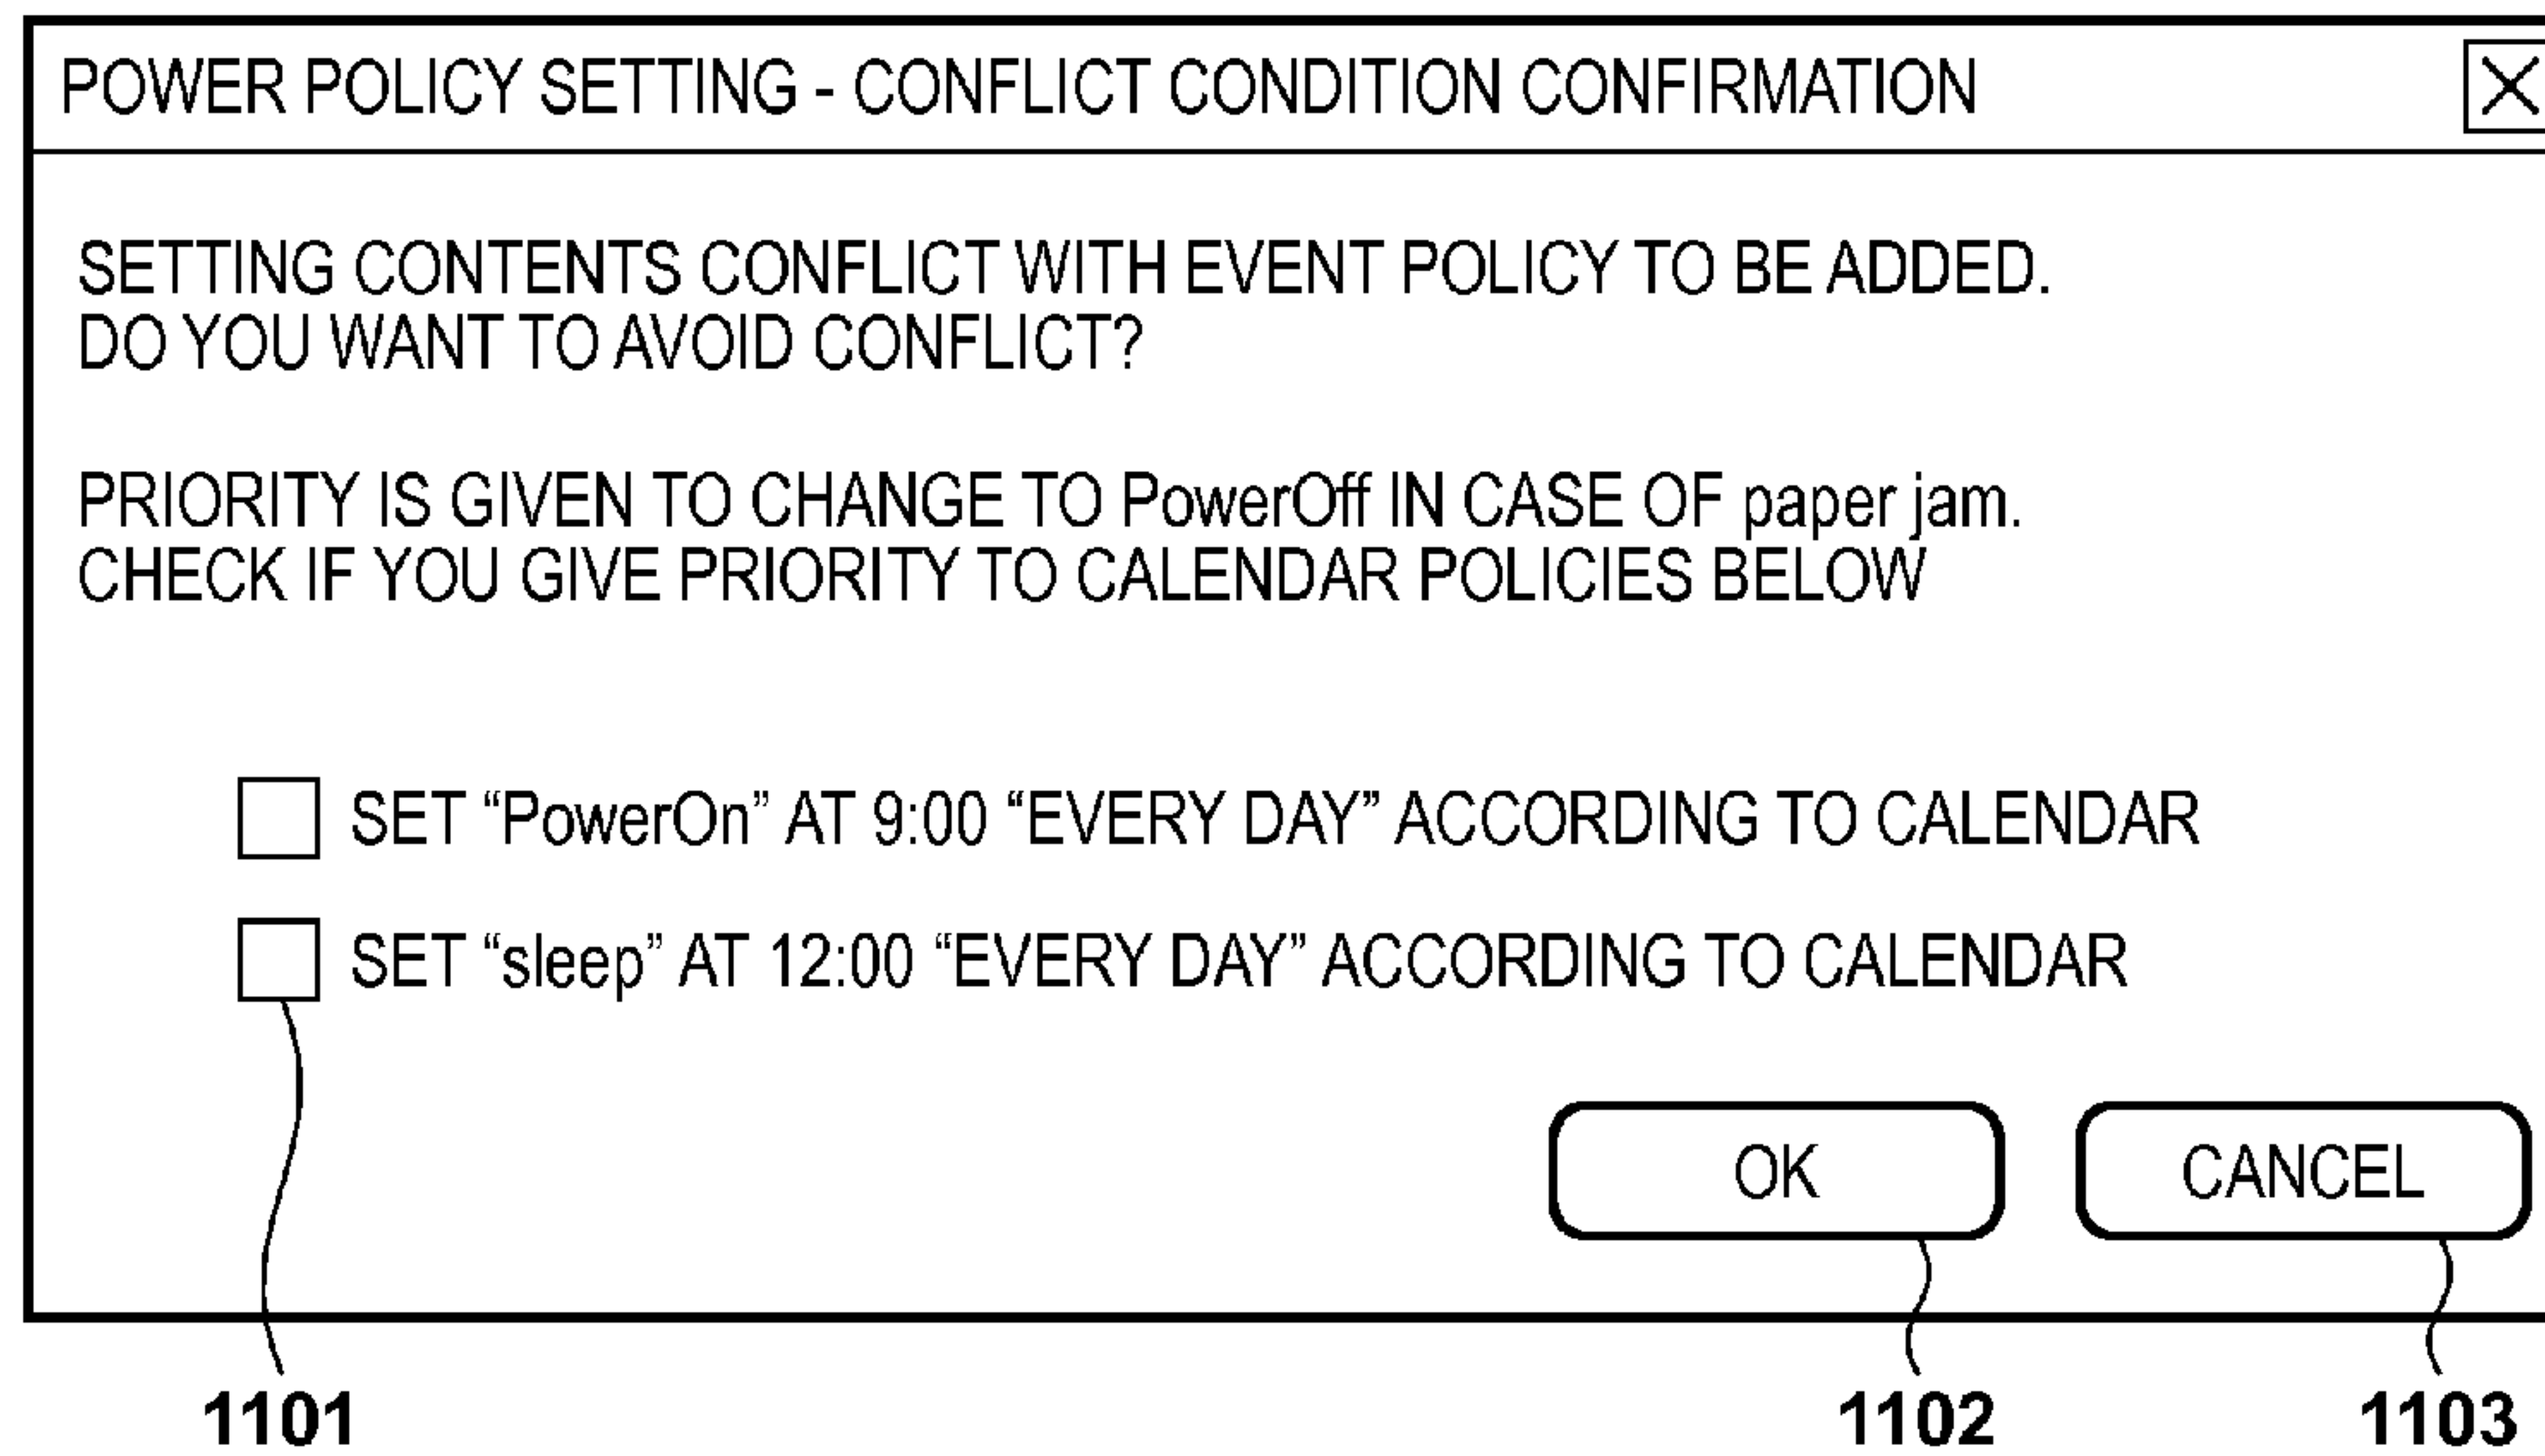 POWER POLICY SETTING - CONFLICT CONDITION CONFIRMATION
SETTING CONTENTS CONFLICT WITH EVENT POLICY TO BE ADDED.
DO YOU WANT TO AVOID CONFLICT?
PRIORITY IS GIVEN TO CHANGE TO PowerOff IN CASE OF paper jam.
CHECK IF YOU GIVE PRIORITY TO CALENDAR POLICIES BELOW
SET “PowerOn” AT 9:00 “EVERY DAY” ACCORDING TO CALENDAR
SET “sleep” AT 12:00 “EVERY DAY” ACCORDING TO CALENDAR
OK CANCEL
1101 1102 1103